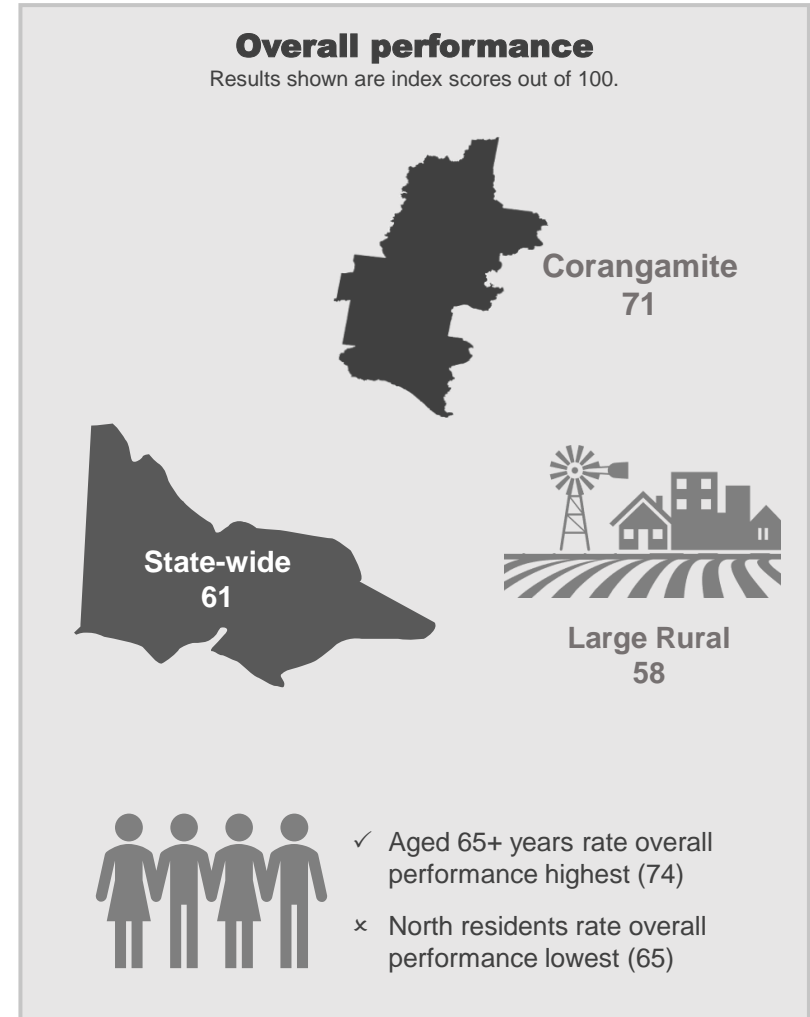 Overall performance
Results shown are index scores out of 100.
Corangamite
71
State-wide
61
Large Rural
58
✓ Aged 65+ years rate overall
performance highest (74)
× North residents rate overall
performance lowest (65)